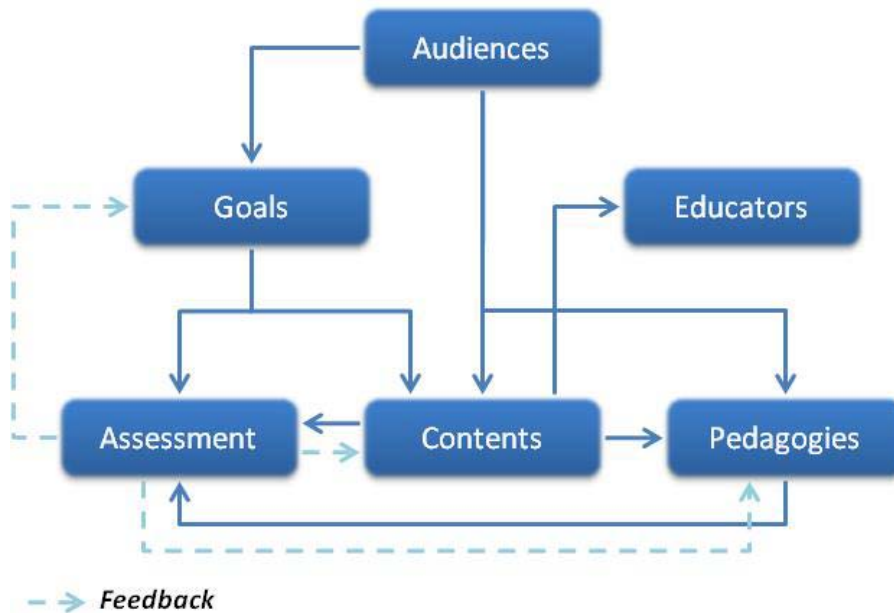 Audiences
Goals
Educators
Assessment
Contents
Pedagogies
Feedback